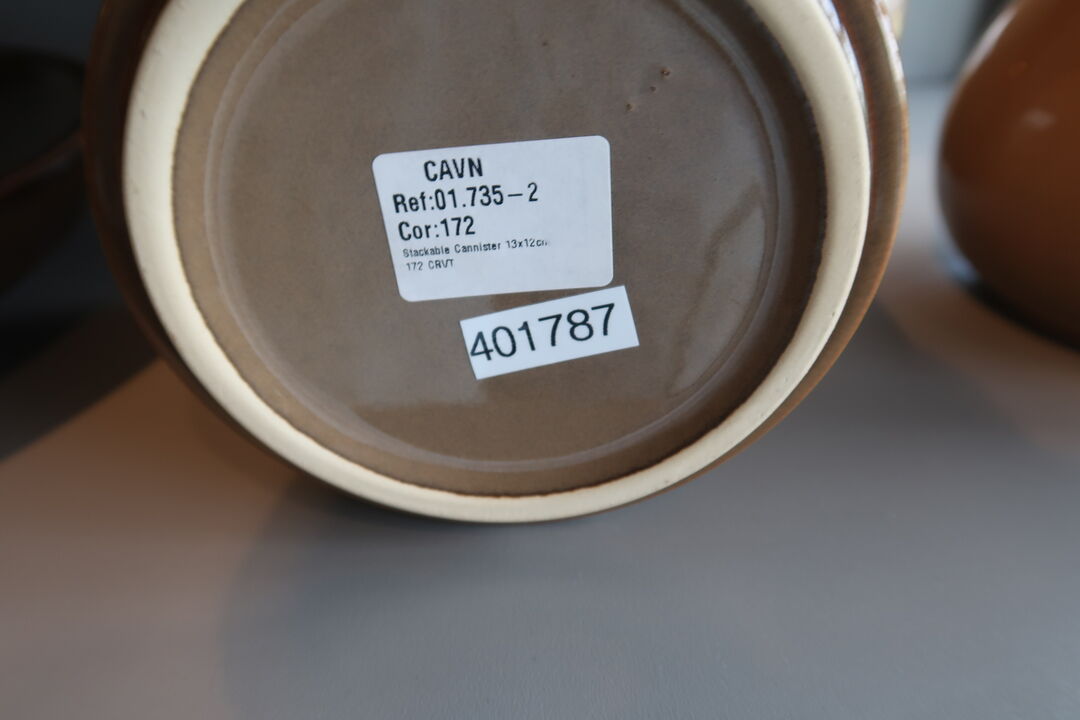 CAVN
Ref:01.735-2
Cor:172
Stackable Cannister 13x12cm
172 CRVT
401787